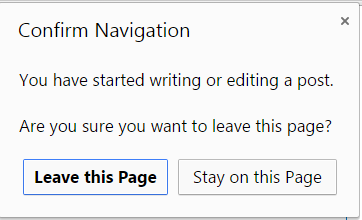 Confirm Navigation
You have started writing or editing a post.
Are you sure you want to leave this page?
Leave this Page
Stay on this Page